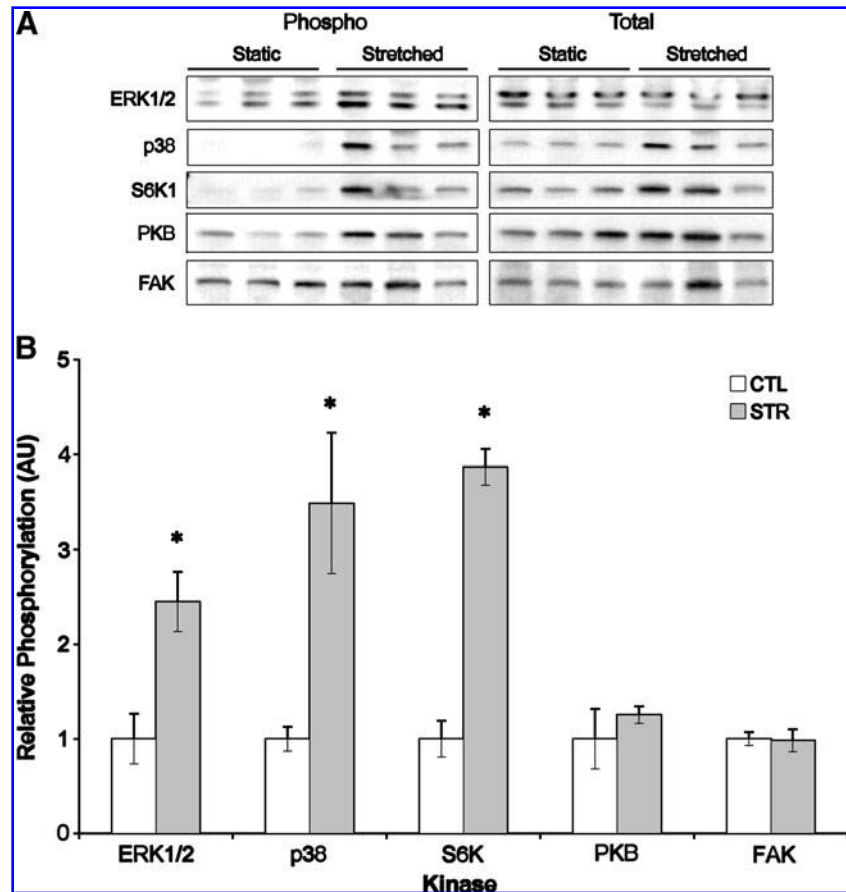 A
Phospho Total
Static Stretched Static Stretched
ERK1/2
p38
S6K1
PKB
FAK
B
5
4
3
2
1
0
Relative Phosphorylation (AU)
CTL
STR
* * *
ERK1/2 p38 S6K PKB FAK
Kinase